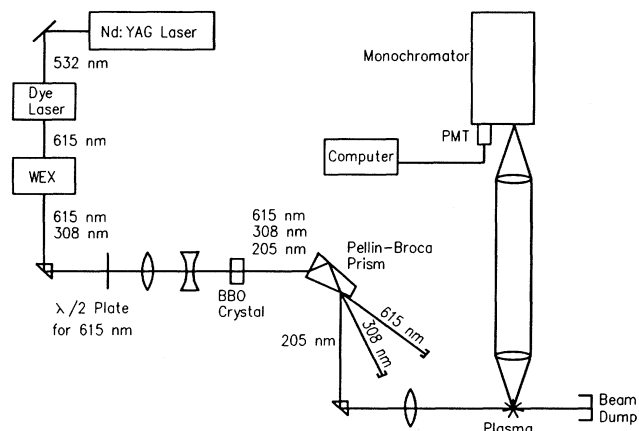 Nd:YAG Laser
532 nm
Dye
Laser
615 nm
WEX
615 nm
308 nm
λ/2 Plate
for 615 nm
BBO
Crystal
615 nm
308 nm
205 nm
Pellin-Broca
Prism
615 nm
308 nm
205 nm
Monochromator
PMT
Computer
Plasma
Beam
Dump